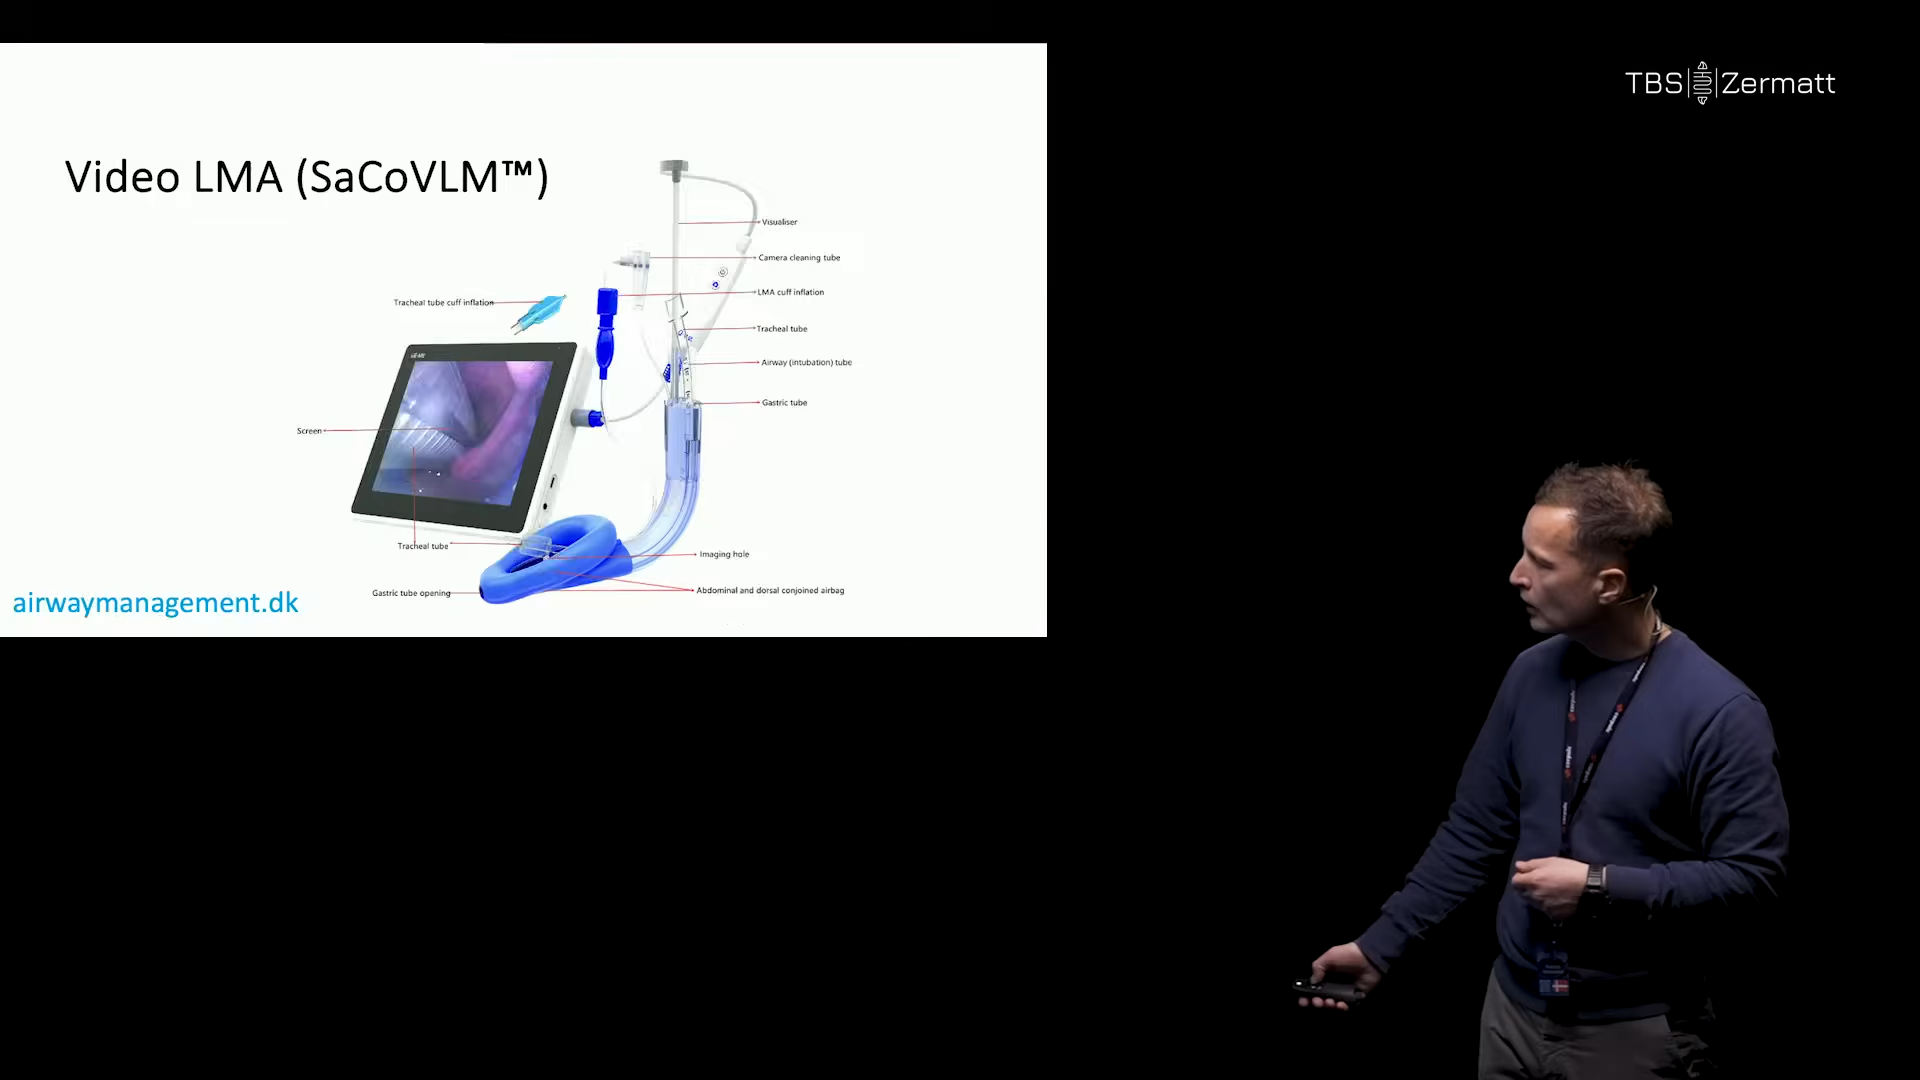 TBS Zermatt
Video LMA (SaCoVLM™)
Visualiser
Camera cleaning tube
Tracheal tube cuff inflation
LMA cuff inflation
Tracheal tube
Airway (intubation) tube
Gastric tube
Screen
Tracheal tube
Imaging hole
Gastric tube opening
Abdominal and dorsal conjoined airbag
airwaymanagement.dk